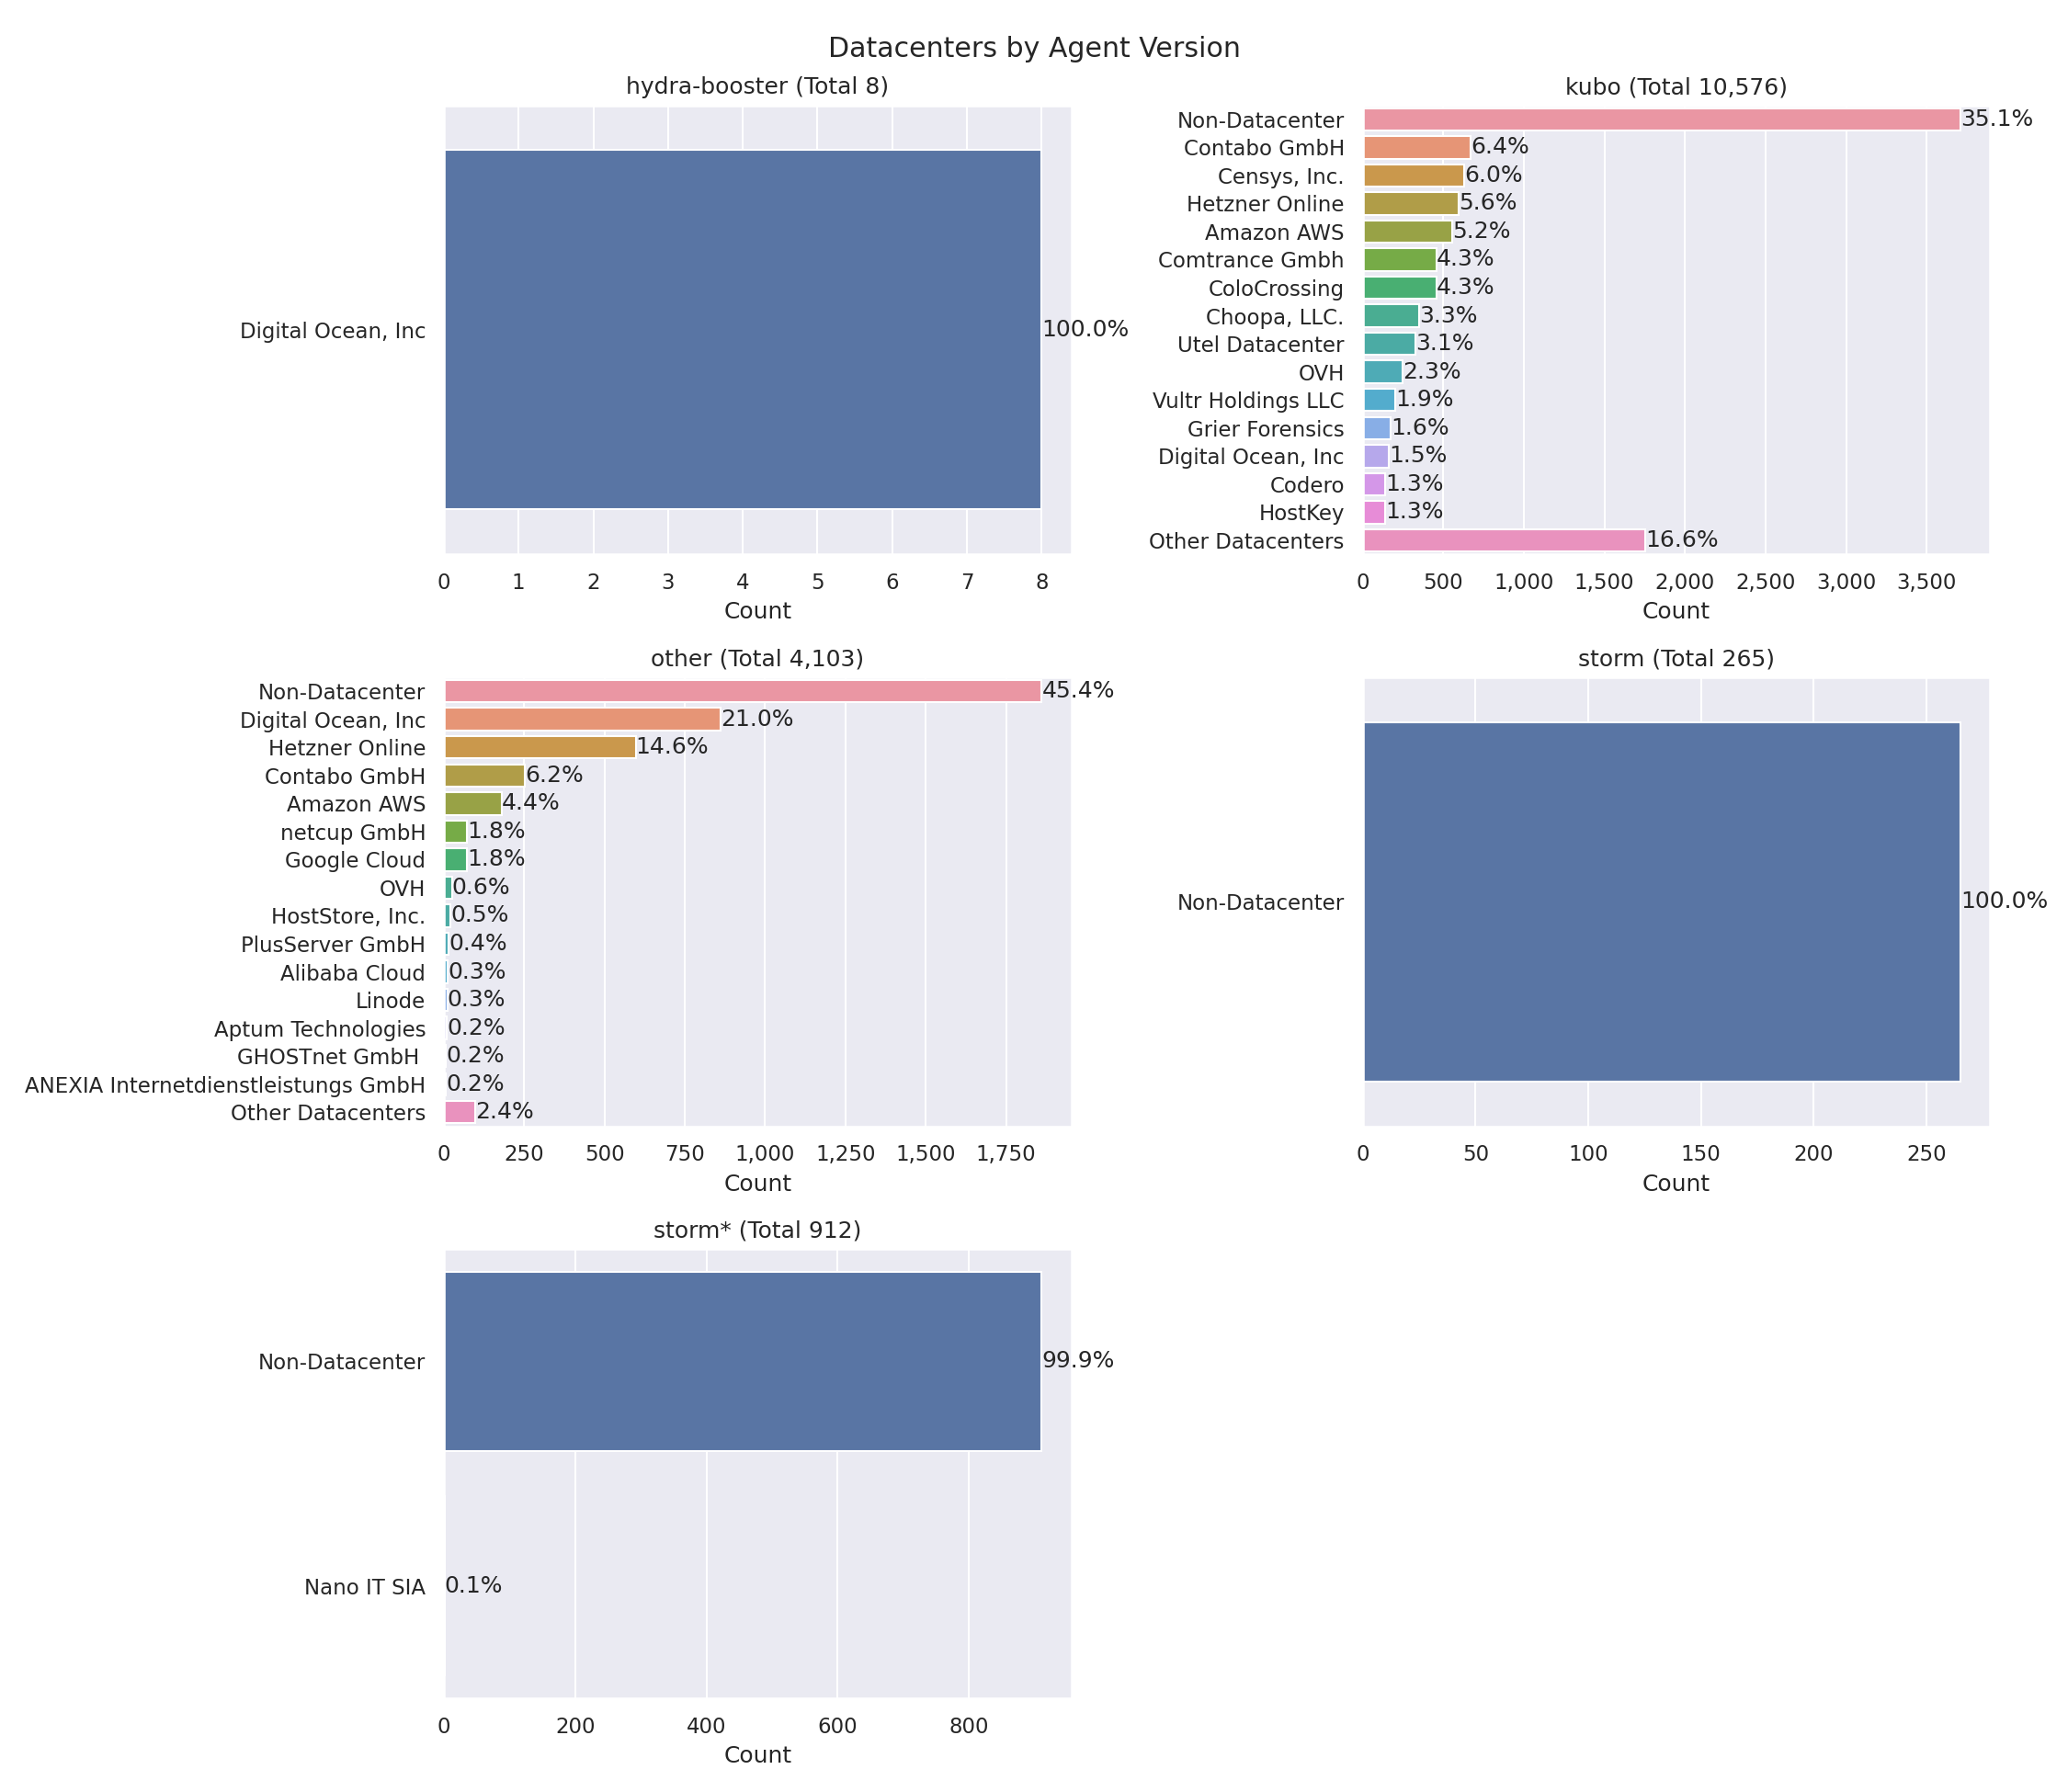 Datacenters by Agent Version
hydra-booster (Total 8)
Digital Ocean, Inc
100.0%
0 1 2 3 4 5 6 7 8
Count
kubo (Total 10,576)
Non-Datacenter 35.1%
Contabo GmbH 6.4%
Censys, Inc. 6.0%
Hetzner Online 5.6%
Amazon AWS 5.2%
Comtrance Gmbh 4.3%
ColoCrossing 4.3%
Choopa, LLC. 3.3%
Utel Datacenter 3.1%
OVH 2.3%
Vultr Holdings LLC 1.9%
Grier Forensics 1.6%
Digital Ocean, Inc 1.5%
Codero 1.3%
HostKey 1.3%
Other Datacenters 16.6%
0 500 1,000 1,500 2,000 2,500 3,000 3,500
Count
other (Total 4,103)
Non-Datacenter 45.4%
Digital Ocean, Inc 21.0%
Hetzner Online 14.6%
Contabo GmbH 6.2%
Amazon AWS 4.4%
netcup GmbH 1.8%
Google Cloud 1.8%
OVH 0.6%
HostStore, Inc. 0.5%
PlusServer GmbH 0.4%
Alibaba Cloud 0.3%
Linode 0.3%
Aptum Technologies 0.2%
GHOSTnet GmbH 0.2%
ANEXIA Internetdienstleistungs GmbH 0.2%
Other Datacenters 2.4%
0 250 500 750 1,000 1,250 1,500 1,750
Count
storm (Total 265)
Non-Datacenter 100.0%
0 50 100 150 200 250
Count
storm* (Total 912)
Non-Datacenter 99.9%
Nano IT SIA 0.1%
0 200 400 600 800
Count